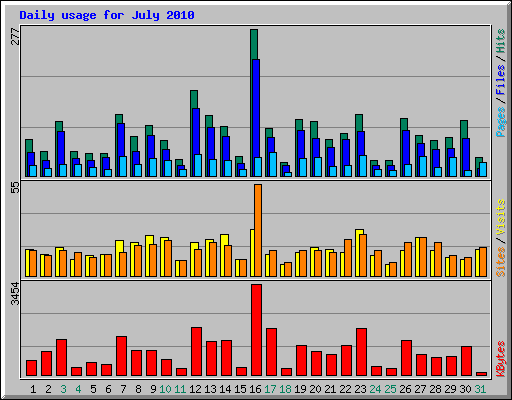 Daily usage for July 2010
277
Pages / Files / Hits
55
Sites / Visits
3454
KBytes
1 2 3 4 5 6 7 8 9 10 11 12 13 14 15 16 17 18 19 20 21 22 23 24 25 26 27 28 29 30 31